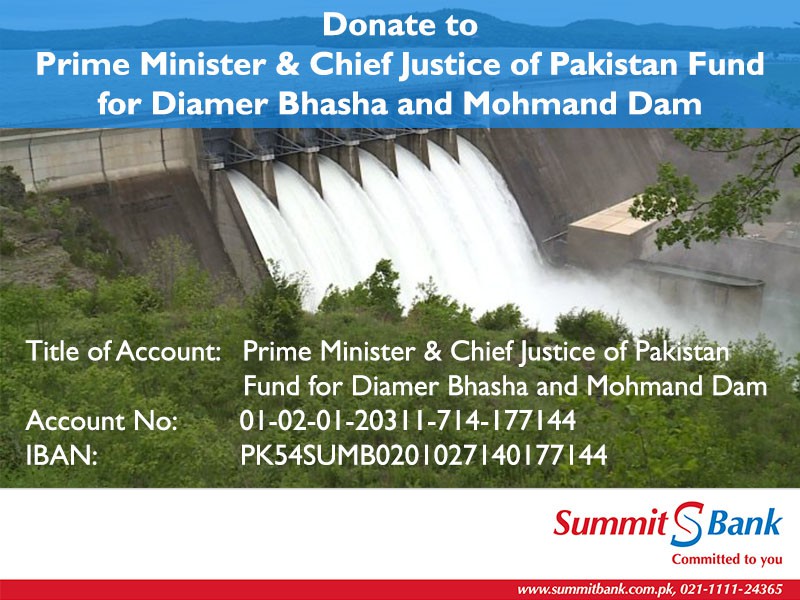 Donate to
Prime Minister & Chief Justice of Pakistan Fund
for Diamer Bhasha and Mohmand Dam
Title of Account: Prime Minister & Chief Justice of Pakistan
Fund for Diamer Bhasha and Mohmand Dam
Account No: 01-02-01-20311-714-177144
IBAN: PK54SUMB0201027140177144
Summit S Bank
Committed to you
www.summitbank.com.pk, 021-1111-24365